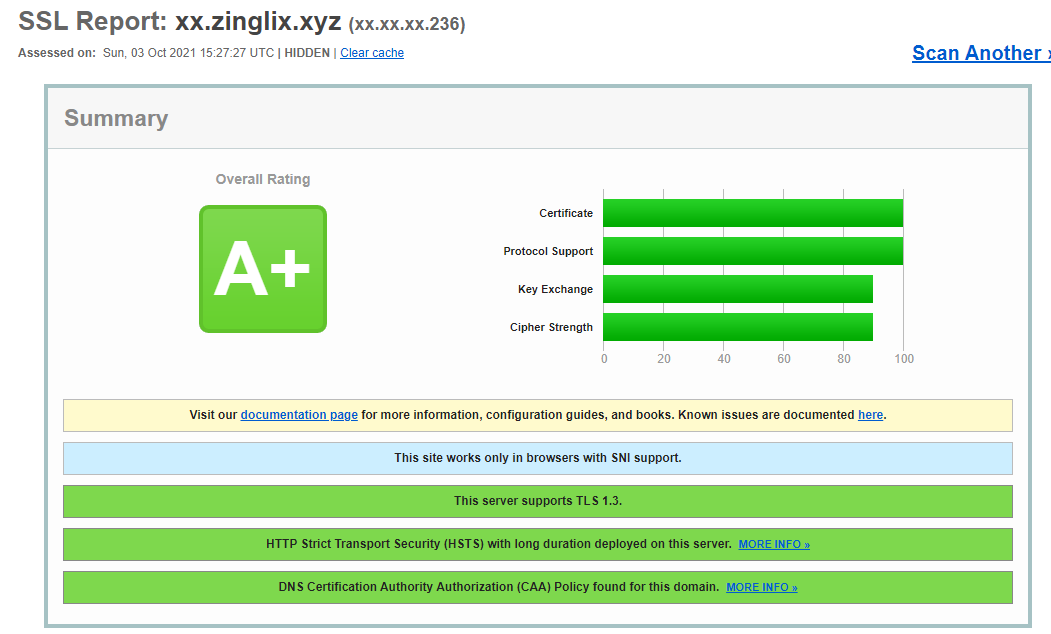 SSL Report: xx.zinglix.xyz (xx.xx.xx.236)
Assessed on: Sun, 03 Oct 2021 15:27:27 UTC | HIDDEN | Clear cache
Scan Another »
Summary
Overall Rating
A+
Certificate
Protocol Support
Key Exchange
Cipher Strength
0 20 40 60 80 100
Visit our documentation page for more information, configuration guides, and books. Known issues are documented here.
This site works only in browsers with SNI support.
This server supports TLS 1.3.
HTTP Strict Transport Security (HSTS) with long duration deployed on this server. MORE INFO »
DNS Certification Authority Authorization (CAA) Policy found for this domain. MORE INFO »